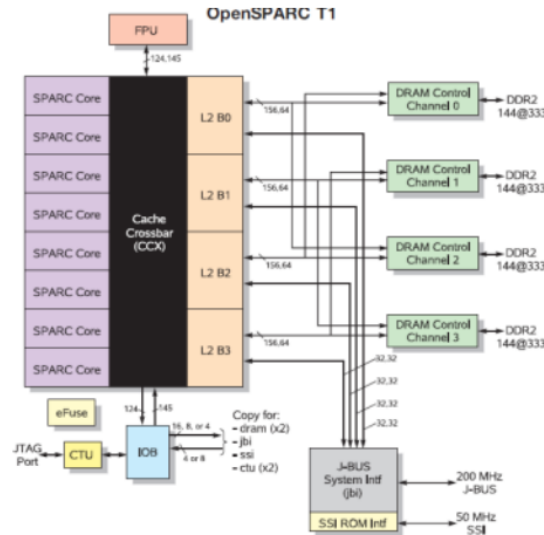 OpenSPARC T1
FPU
124,145
SPARC Core
SPARC Core
SPARC Core
SPARC Core
SPARC Core
SPARC Core
SPARC Core
SPARC Core
Cache
Crossbar
(CCX)
L2 B0
L2 B1
L2 B2
L2 B3
156,64
156,64
156,64
156,64
DRAM Control
Channel 0
DDR2
144@333
DRAM Control
Channel 1
DDR2
144@333
DRAM Control
Channel 2
DDR2
144@333
DRAM Control
Channel 3
DDR2
144@333
32,32
32,32
32,32
32,32
eFuse
124
145
JTAG
Port
CTU
IOB
16, 8, or 4
4 or 8
Copy for:
- dram (x2)
- jbi
- ssi
- ctu (x2)
J-BUS
System Intf
(jbi)
SSI ROM Intf
200 MHz
J-BUS
50 MHz
SSI